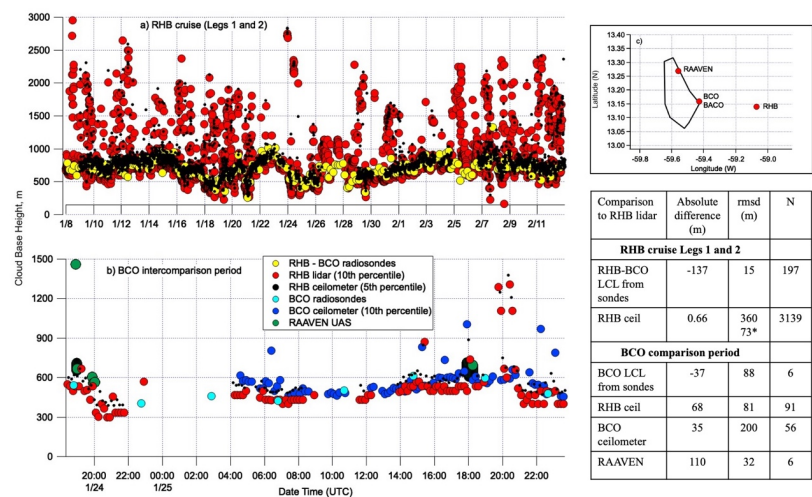 a) RHB cruise (Legs 1 and 2)
3000
2500
2000
1500
1000
500
0
1/8
1/10
1/12
1/14
1/16
1/18
1/20
1/22
1/24
1/26
1/28
1/30
2/1
2/3
2/5
2/7
2/9
2/11
Cloud Base Height, m
b) BCO intercomparison period
1500
1200
900
600
300
0
RHB - BCO radiosondes
RHB lidar (10th percentile)
RHB ceilometer (5th percentile)
BCO radiosondes
BCO ceilometer (10th percentile)
RAAVEN UAS
20:00
1/24
22:00
00:00
1/25
02:00
04:00
06:00
08:00
10:00
12:00
14:00
16:00
18:00
20:00
22:00
Date Time (UTC)
c)
13.40
13.35
13.30
13.25
13.20
13.15
13.10
13.05
13.00
Latitude (N)
RAAVEN
BCO
BACO
RHB
-59.8
-59.6
-59.4
-59.2
-59.0
Longitude (W)
Comparison to RHB lidar | Absolute difference (m) | rmsd (m) | N
RHB cruise Legs 1 and 2
RHB-BCO LCL from sondes | -137 | 15 | 197
RHB ceil | 0.66 | 360 73* | 3139
BCO comparison period
BCO LCL from sondes | -37 | 88 | 6
RHB ceil | 68 | 81 | 91
BCO ceilometer | 35 | 200 | 56
RAAVEN | 110 | 32 | 6